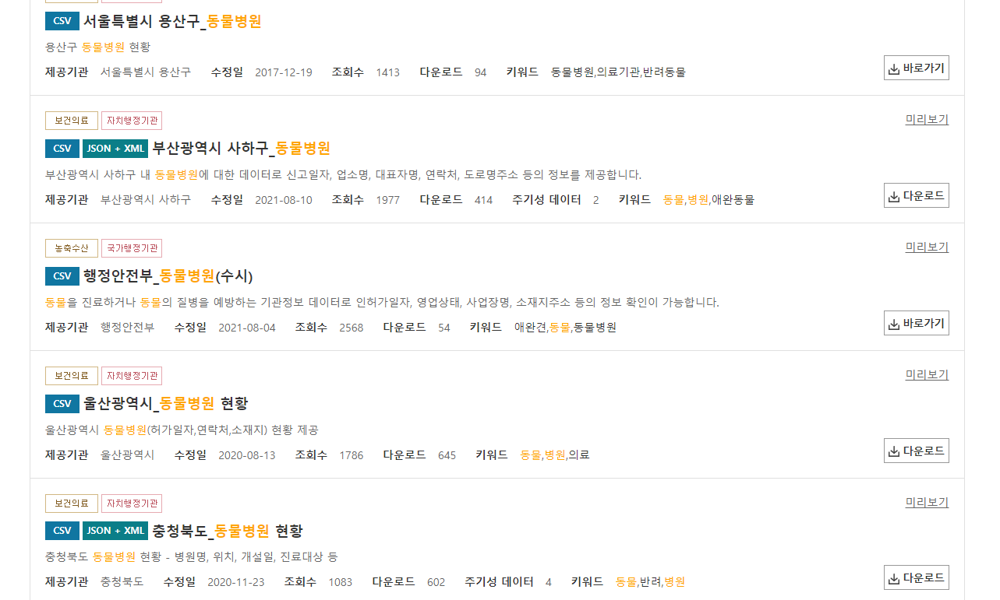 CSV 서울특별시 용산구_동물병원
용산구 동물병원 현황
제공기관 서울특별시 용산구 수정일 2017-12-19 조회수 1413 다운로드 94 키워드 동물병원,의료기관,반려동물 바로가기
보건의료 자치행정기관 미리보기
CSV JSON + XML 부산광역시 사하구_동물병원
부산광역시 사하구 내 동물병원에 대한 데이터로 신고일자, 업소명, 대표자명, 연락처, 도로명주소 등의 정보를 제공합니다.
제공기관 부산광역시 사하구 수정일 2021-08-10 조회수 1977 다운로드 414 주기성 데이터 2 키워드 동물,병원,애완동물 다운로드
농축수산 국가행정기관 미리보기
CSV 행정안전부_동물병원(수시)
동물을 진료하거나 동물의 질병을 예방하는 기관정보 데이터로 인허가일자, 영업상태, 사업장명, 소재지주소 등의 정보 확인이 가능합니다.
제공기관 행정안전부 수정일 2021-08-04 조회수 2568 다운로드 54 키워드 애완견,동물,동물병원 바로가기
보건의료 자치행정기관 미리보기
CSV 울산광역시_동물병원 현황
울산광역시 동물병원(허가일자,연락처,소재지) 현황 제공
제공기관 울산광역시 수정일 2020-08-13 조회수 1786 다운로드 645 키워드 동물,병원,의료 다운로드
보건의료 자치행정기관 미리보기
CSV JSON + XML 충청북도_동물병원 현황
충청북도 동물병원 현황 - 병원명, 위치, 개설일, 진료대상 등
제공기관 충청북도 수정일 2020-11-23 조회수 1083 다운로드 602 주기성 데이터 4 키워드 동물,반려,병원 다운로드